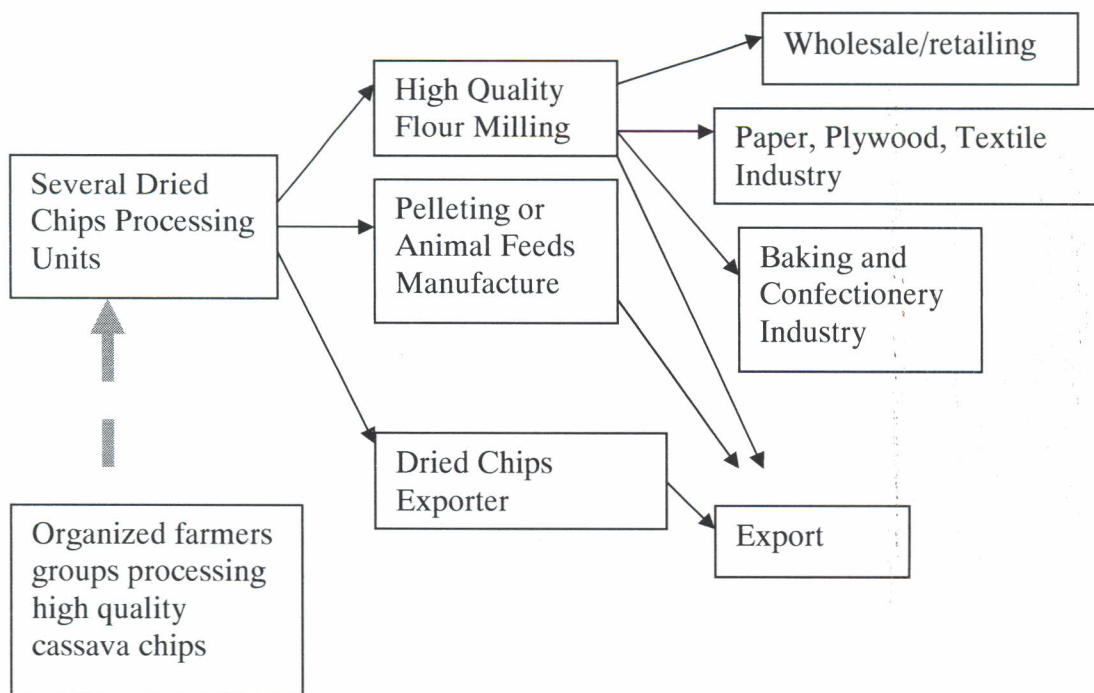 Wholesale/retailing
High Quality
Flour Milling
Paper, Plywood, Textile
Industry
Several Dried
Chips Processing
Units
Pelleting or
Animal Feeds
Manufacture
Baking and
Confectionery
Industry
Dried Chips
Exporter
Export
Organized farmers
groups processing
high quality
cassava chips